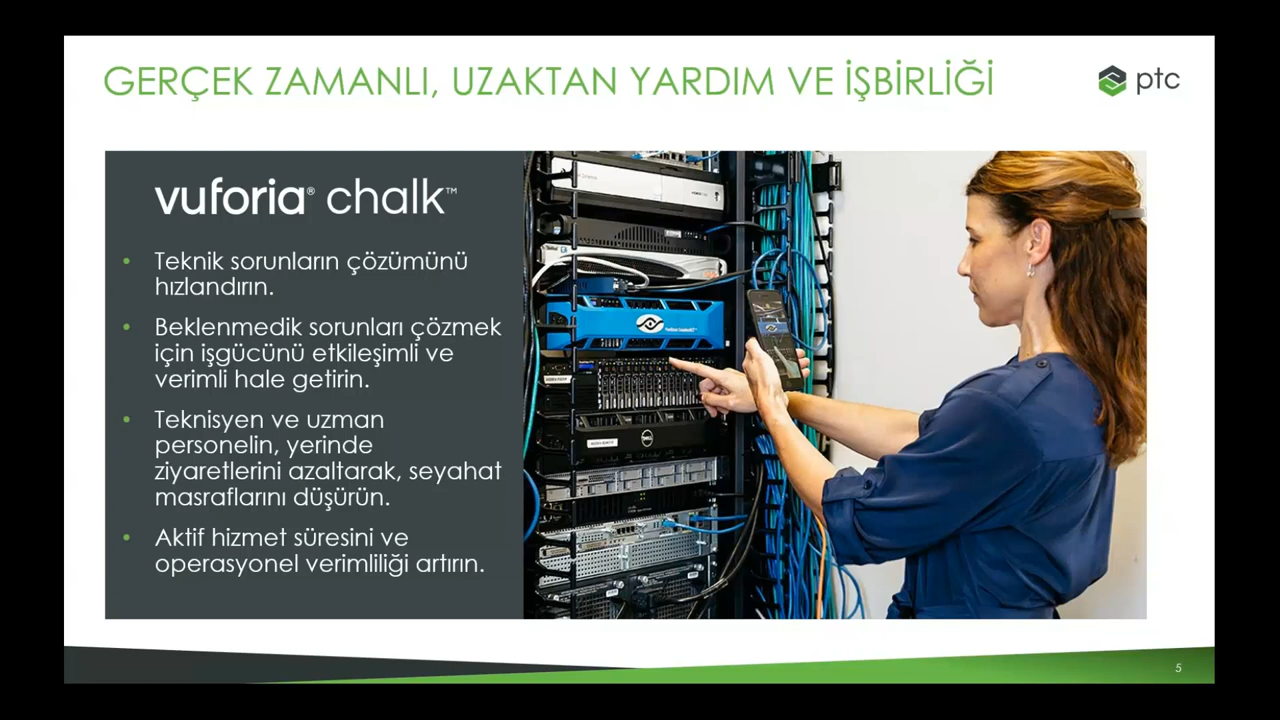 GERÇEK ZAMANLI, UZAKTAN YARDIM VE İŞBİRLİĞİ
ptc
vuforia® chalk™
• Teknik sorunların çözümünü
hızlandırın.
• Beklenmedik sorunları çözmek
için işgücünü etkileşimli ve
verimli hale getirin.
• Teknisyen ve uzman
personelin, yerinde
ziyaretlerini azaltarak, seyahat
masraflarını düşürün.
• Aktif hizmet süresini ve
operasyonel verimliliği artırın.
DELL
5